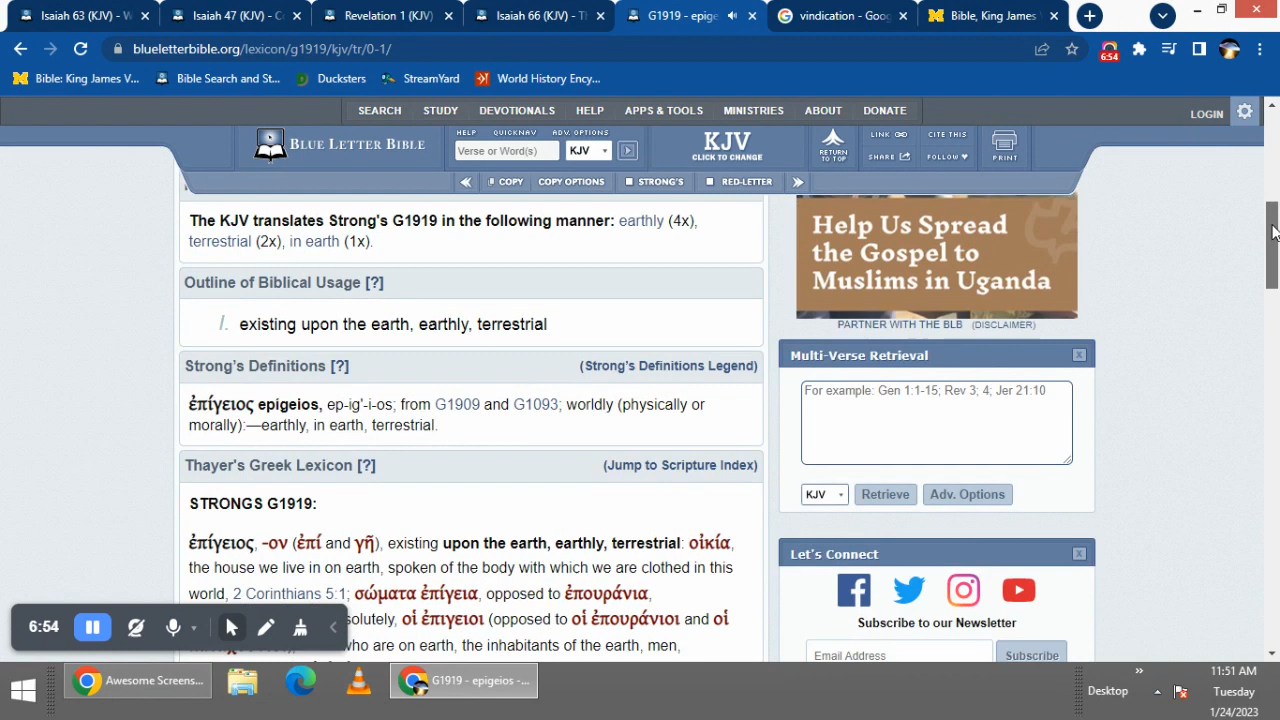 Isaiah 63 (KJV) - W
Isaiah 47 (KJV) - C
Revelation 1 (KJV)
Isaiah 66 (KJV) - Th
G1919 - epige
vindication - Goog
Bible, King James V
blueletterbible.org/lexicon/g1919/kjv/tr/0-1/
6:54
Bible: King James V...
Bible Search and St...
Ducksters
StreamYard
World History Ency...
SEARCH STUDY DEVOTIONALS HELP APPS & TOOLS MINISTRIES ABOUT DONATE
LOGIN
BLUE LETTER BIBLE
HELP QUICKNAV ADV. OPTIONS
Verse or Word(s) KJV
KJV
CLICK TO CHANGE
RETURN
TO TOP
LINK CITE THIS
SHARE FOLLOW
PRINT
COPY COPY OPTIONS STRONG'S RED-LETTER
The KJV translates Strong's G1919 in the following manner: earthly (4x),
terrestrial (2x), in earth (1x).
Outline of Biblical Usage [?]
I. existing upon the earth, earthly, terrestrial
Strong's Definitions [?] (Strong's Definitions Legend)
ἐπίγειος epigeios, ep-ig'-i-os; from G1909 and G1093; worldly (physically or
morally):—earthly, in earth, terrestrial.
Thayer's Greek Lexicon [?] (Jump to Scripture Index)
STRONGS G1919:
ἐπίγειος, -ον (ἐπί and γῆ), existing upon the earth, earthly, terrestrial: οἰκία,
the house we live in on earth, spoken of the body with which we are clothed in this
world, 2 Corinthians 5:1; σώματα ἐπίγεια, opposed to ἐπουράνια,
solutely, οἱ ἐπιγειοι (opposed to οἱ ἐπουράνιοι and οἱ
who are on earth, the inhabitants of the earth, men,
Help Us Spread
the Gospel to
Muslims in Uganda
PARTNER WITH THE BLB (DISCLAIMER)
Multi-Verse Retrieval
For example: Gen 1:1-15; Rev 3; 4; Jer 21:10
KJV Retrieve Adv. Options
Let's Connect
Subscribe to our Newsletter
Email Address Subscribe
6:54
Awesome Screens...
G1919 - epigeios -...
Desktop
11:51 AM
Tuesday
1/24/2023